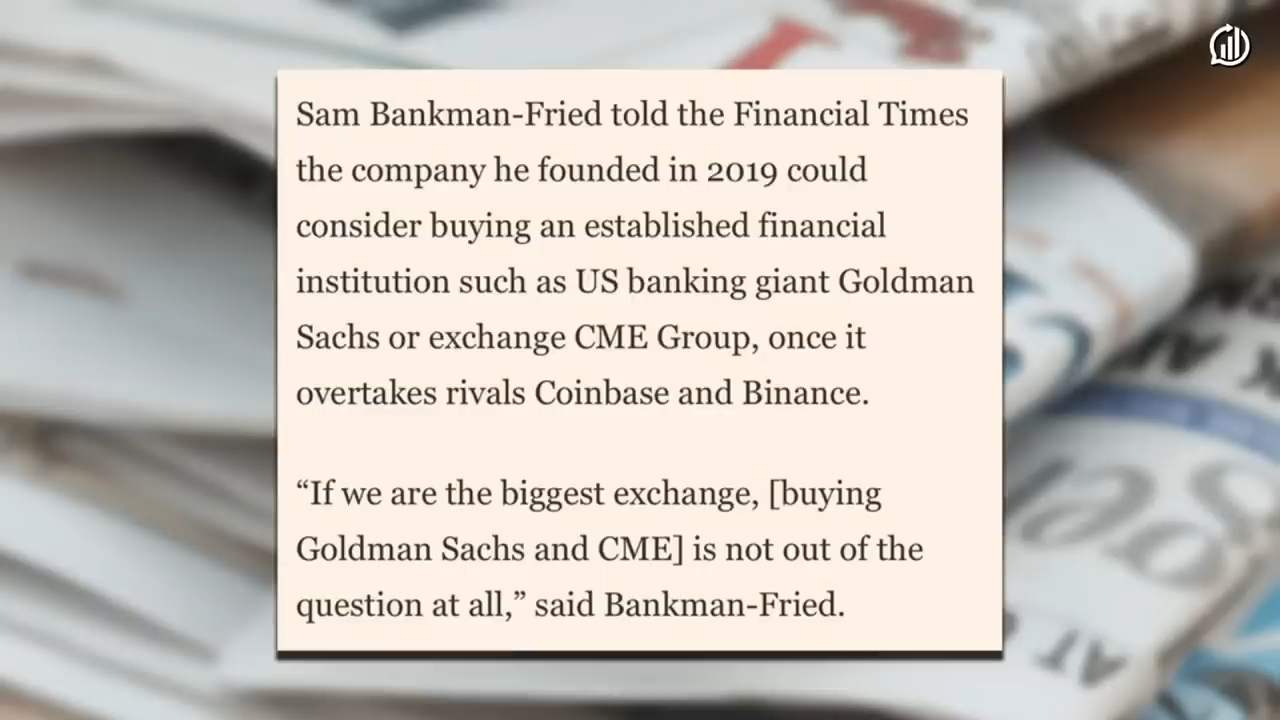 Sam Bankman-Fried told the Financial Times
the company he founded in 2019 could
consider buying an established financial
institution such as US banking giant Goldman
Sachs or exchange CME Group, once it
overtakes rivals Coinbase and Binance.
“If we are the biggest exchange, [buying
Goldman Sachs and CME] is not out of the
question at all,” said Bankman-Fried.